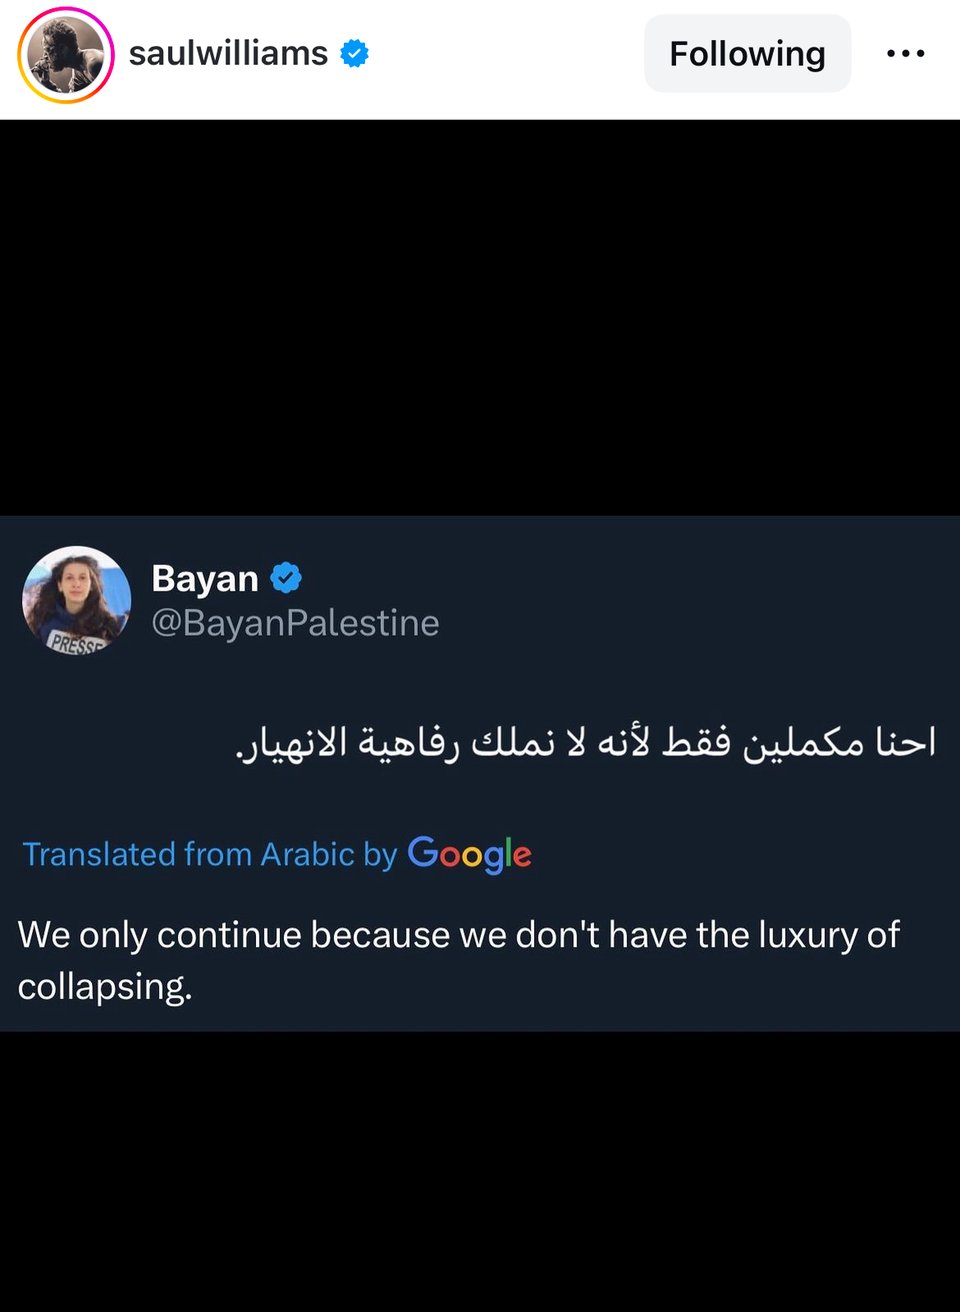 saulwilliams
Following
Bayan
@BayanPalestine
PRESS
احنا مكملين فقط لأنه لا نملك رفاهية الانهيار.
Translated from Arabic by Google
We only continue because we don't have the luxury of
collapsing.